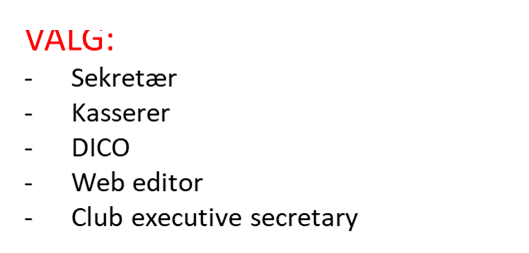 VALG:
- Sekretær
- Kasserer
- DICO
- Web editor
- Club executive secretary